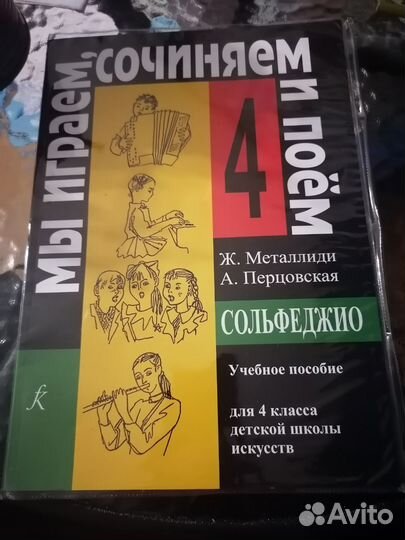 Мы играем,
сочиняем
и поём
4
Ж. Металлиди
А. Перцовская
СОЛЬФЕДЖИО
Учебное пособие
для 4 класса
детской школы
искусств
Avito